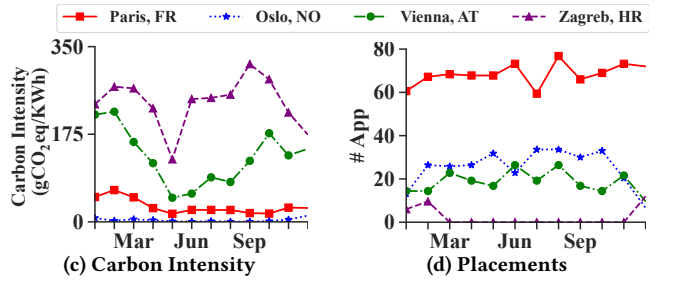 Paris, FR Oslo, NO Vienna, AT Zagreb, HR
Carbon Intensity
(gCO2eq/KWh)
350
175
0
Mar Jun Sep
(c) Carbon Intensity
# App
80
60
40
20
0
Mar Jun Sep
(d) Placements